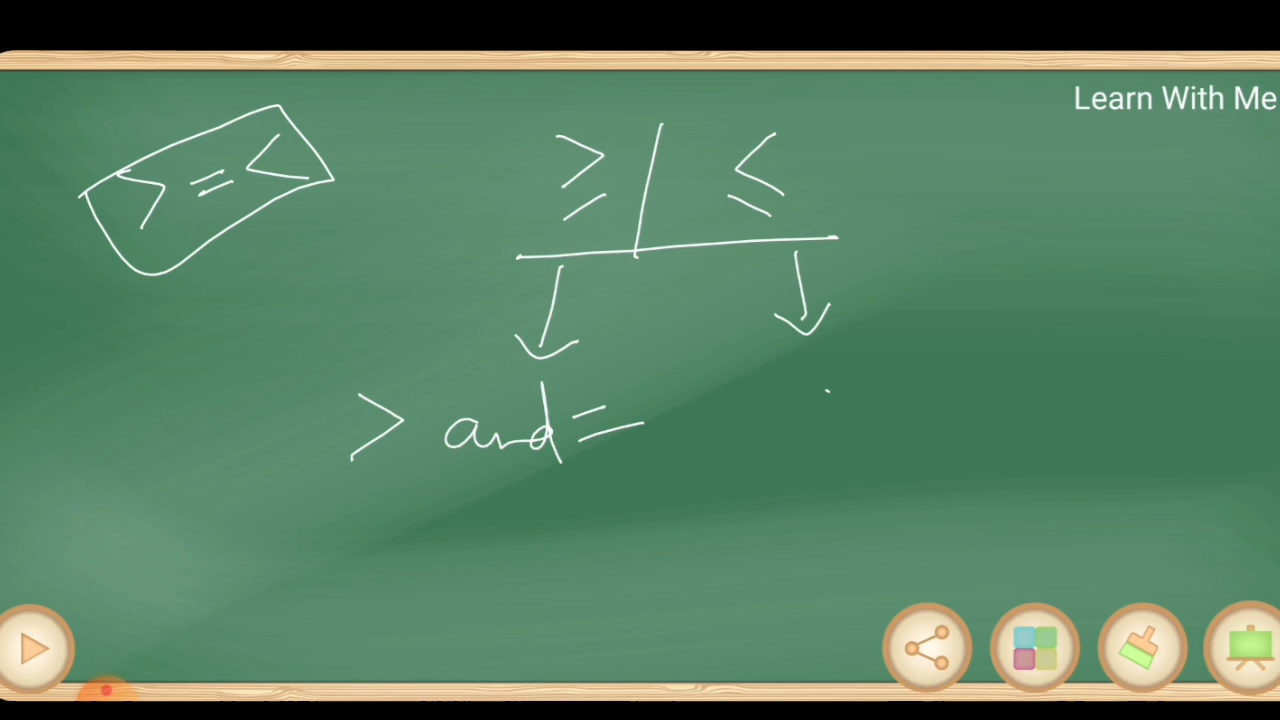 Learn With Me
> = <
≥ / ≤
> and =